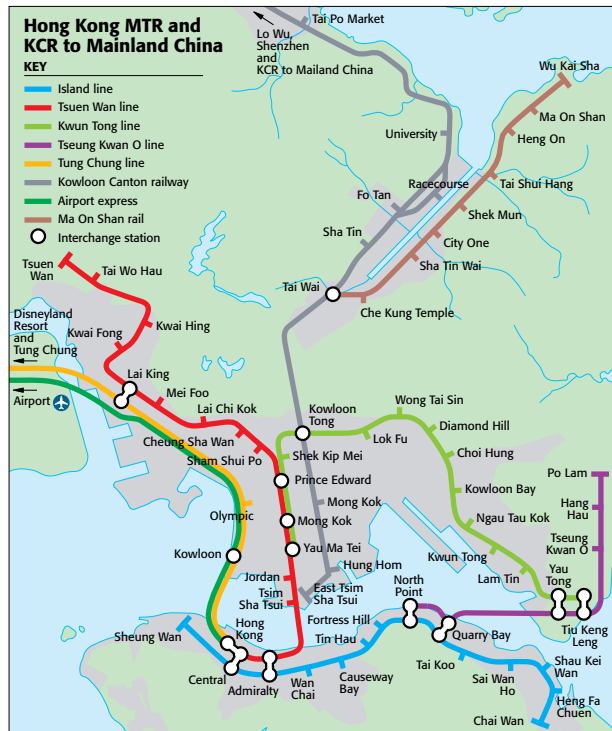 Hong Kong MTR and
KCR to Mainland China
KEY
Island line
Tsuen Wan line
Kwun Tong line
Tseung Kwan O line
Tung Chung line
Kowloon Canton railway
Airport express
Ma On Shan rail
Interchange station
Tai Po Market
Lo Wu,
Shenzhen
and
KCR to Mailand China
Wu Kai Sha
Ma On Shan
University
Heng On
Racecourse
Tai Shui Hang
Fo Tan
Shek Mun
Sha Tin
City One
Sha Tin Wai
Tai Wai
Che Kung Temple
Tsuen
Wan
Tai Wo Hau
Disneyland
Resort
and
Tung Chung
Kwai Hing
Kwai Fong
Lai King
Airport
Mei Foo
Lai Chi Kok
Cheung Sha Wan
Sham Shui Po
Kowloon
Tong
Wong Tai Sin
Lok Fu
Diamond Hill
Shek Kip Mei
Choi Hung
Prince Edward
Kowloon Bay
Po Lam
Olympic
Mong Kok
Mong Kok
Ngau Tau Kok
Hang
Hau
Kowloon
Yau Ma Tei
Kwun Tong
Tseung
Kwan O
Hung Hom
Lam Tin
Yau
Tong
Jordan
Tsim
Sha Tsui
East Tsim
Sha Tsui
North
Point
Sheung Wan
Hong
Kong
Fortress Hill
Tin Hau
Quarry Bay
Tiu Keng
Leng
Central
Admiralty
Wan
Chai
Causeway
Bay
Tai Koo
Sai Wan
Ho
Shau Kei
Wan
Heng Fa
Chuen
Chai Wan